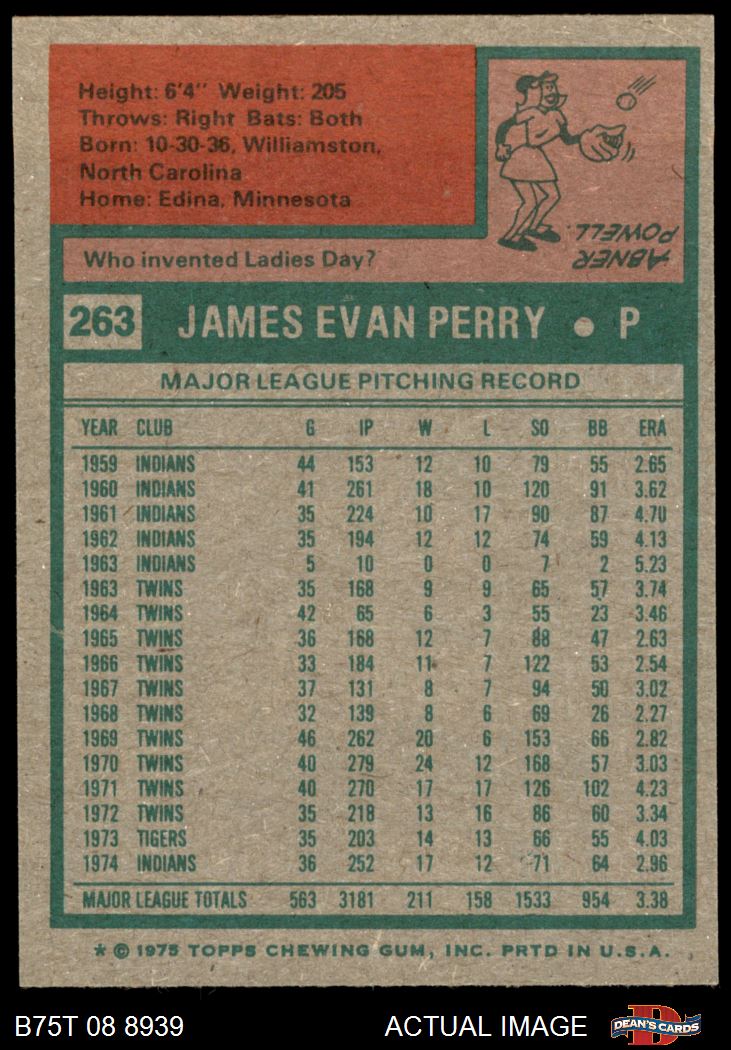 Height: 6'4" Weight: 205
Throws: Right Bats: Both
Born: 10-30-36, Williamston,
North Carolina
Home: Edina, Minnesota
Who invented Ladies Day?
ABNER
POWELL
263 JAMES EVAN PERRY • P
MAJOR LEAGUE PITCHING RECORD
YEAR CLUB G IP W L SO BB ERA
1959 INDIANS 44 153 12 10 79 55 2.65
1960 INDIANS 41 261 18 10 120 91 3.62
1961 INDIANS 35 224 10 17 90 87 4.70
1962 INDIANS 35 194 12 12 74 59 4.13
1963 INDIANS 5 10 0 0 7 2 5.23
1963 TWINS 35 168 9 9 65 57 3.74
1964 TWINS 42 65 6 3 55 23 3.46
1965 TWINS 36 168 12 7 88 47 2.63
1966 TWINS 33 184 11 7 122 53 2.54
1967 TWINS 37 131 8 7 94 50 3.02
1968 TWINS 32 139 8 6 69 26 2.27
1969 TWINS 46 262 20 6 153 66 2.82
1970 TWINS 40 279 24 12 168 57 3.03
1971 TWINS 40 270 17 17 126 102 4.23
1972 TWINS 35 218 13 16 86 60 3.34
1973 TIGERS 35 203 14 13 66 55 4.03
1974 INDIANS 36 252 17 12 71 64 2.96
MAJOR LEAGUE TOTALS 563 3181 211 158 1533 954 3.38
* © 1975 TOPPS CHEWING GUM, INC. PRTD IN U.S.A.
B75T 08 8939 ACTUAL IMAGE
D
DEAN'S CARDS